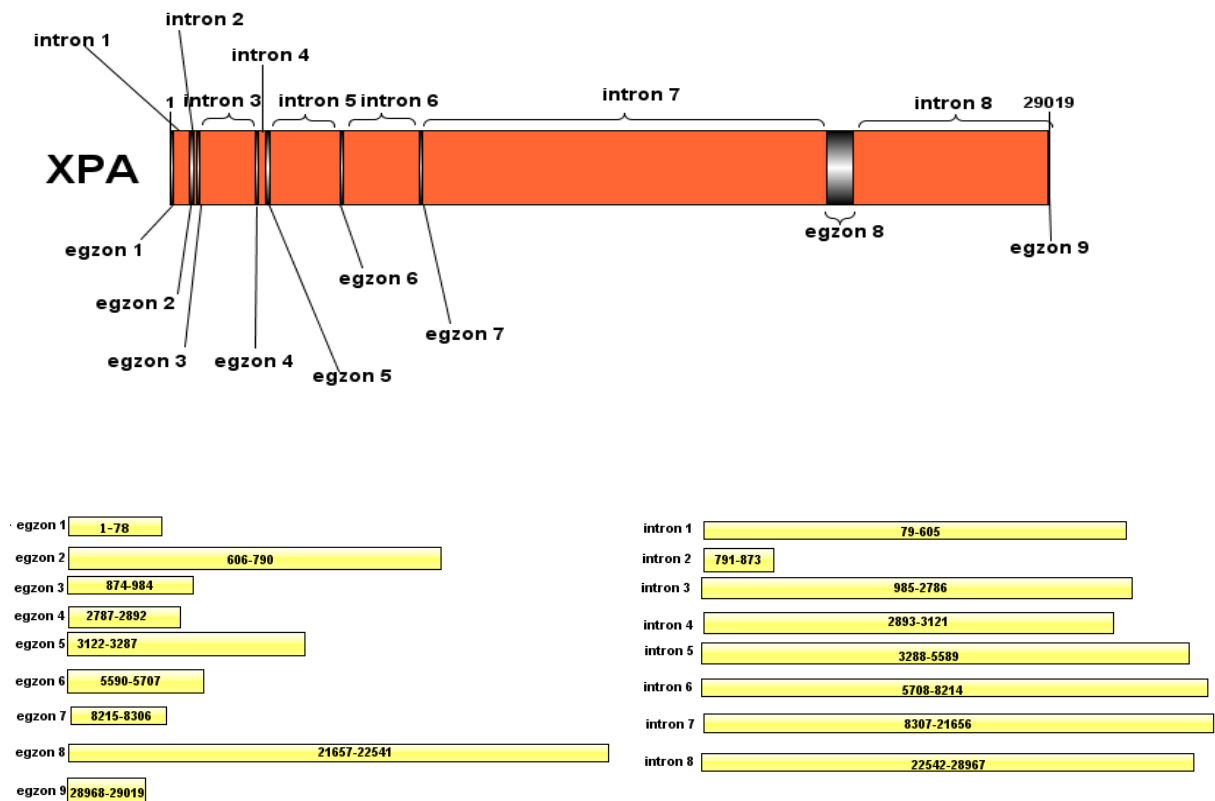 intron 2
intron 1
intron 4
intron 7
1 intron 3 intron 5 intron 6 intron 8 29019
XPA
egzon 8
egzon 1 egzon 9
egzon 6
egzon 2
egzon 7
egzon 3 egzon 4
egzon 5
egzon 1 1-78
egzon 2 606-790
egzon 3 874-984
egzon 4 2787-2892
egzon 5 3122-3287
egzon 6 5590-5707
egzon 7 8215-8306
egzon 8 21657-22541
egzon 9 28968-29019
intron 1 79-605
intron 2 791-873
intron 3 985-2786
intron 4 2893-3121
intron 5 3288-5589
intron 6 5708-8214
intron 7 8307-21656
intron 8 22542-28967